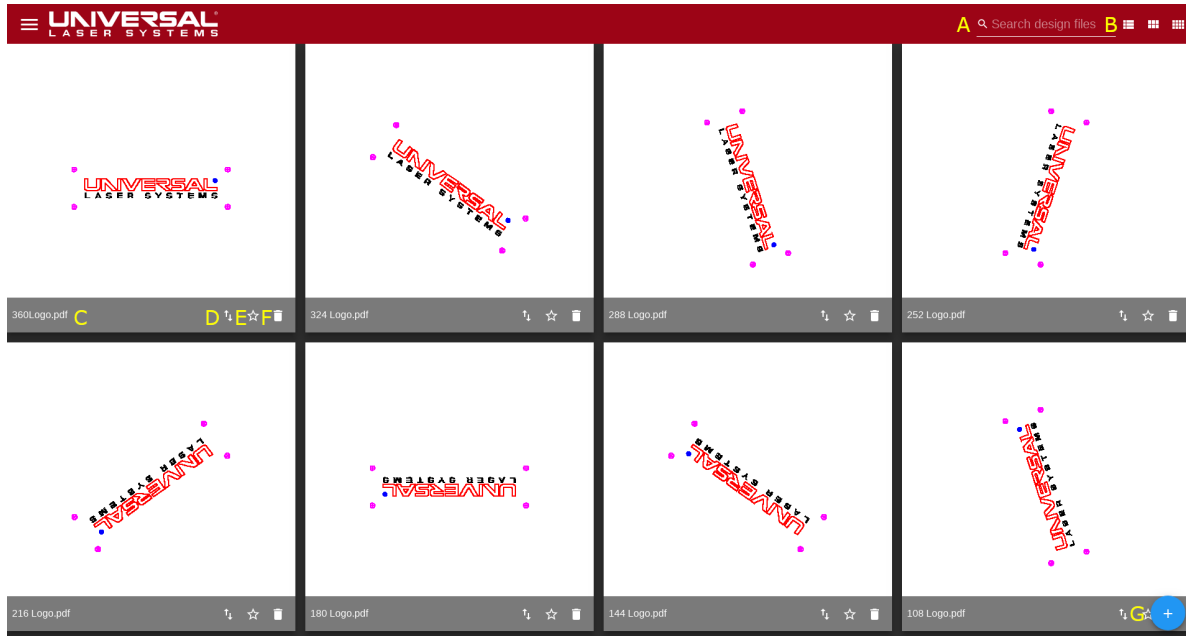 UNIVERSAL®
LASER SYSTEMS
A Search design files B
UNIVERSAL
LASER SYSTEMS
UNIVERSAL
LASER SYSTEMS
UNIVERSAL
LASER SYSTEMS
UNIVERSAL
LASER SYSTEMS
360Logo.pdf C D E F
324 Logo.pdf
288 Logo.pdf
252 Logo.pdf
UNIVERSAL
LASER SYSTEMS
UNIVERSAL
LASER SYSTEMS
UNIVERSAL
LASER SYSTEMS
UNIVERSAL
LASER SYSTEMS
216 Logo.pdf
180 Logo.pdf
144 Logo.pdf
108 Logo.pdf G +